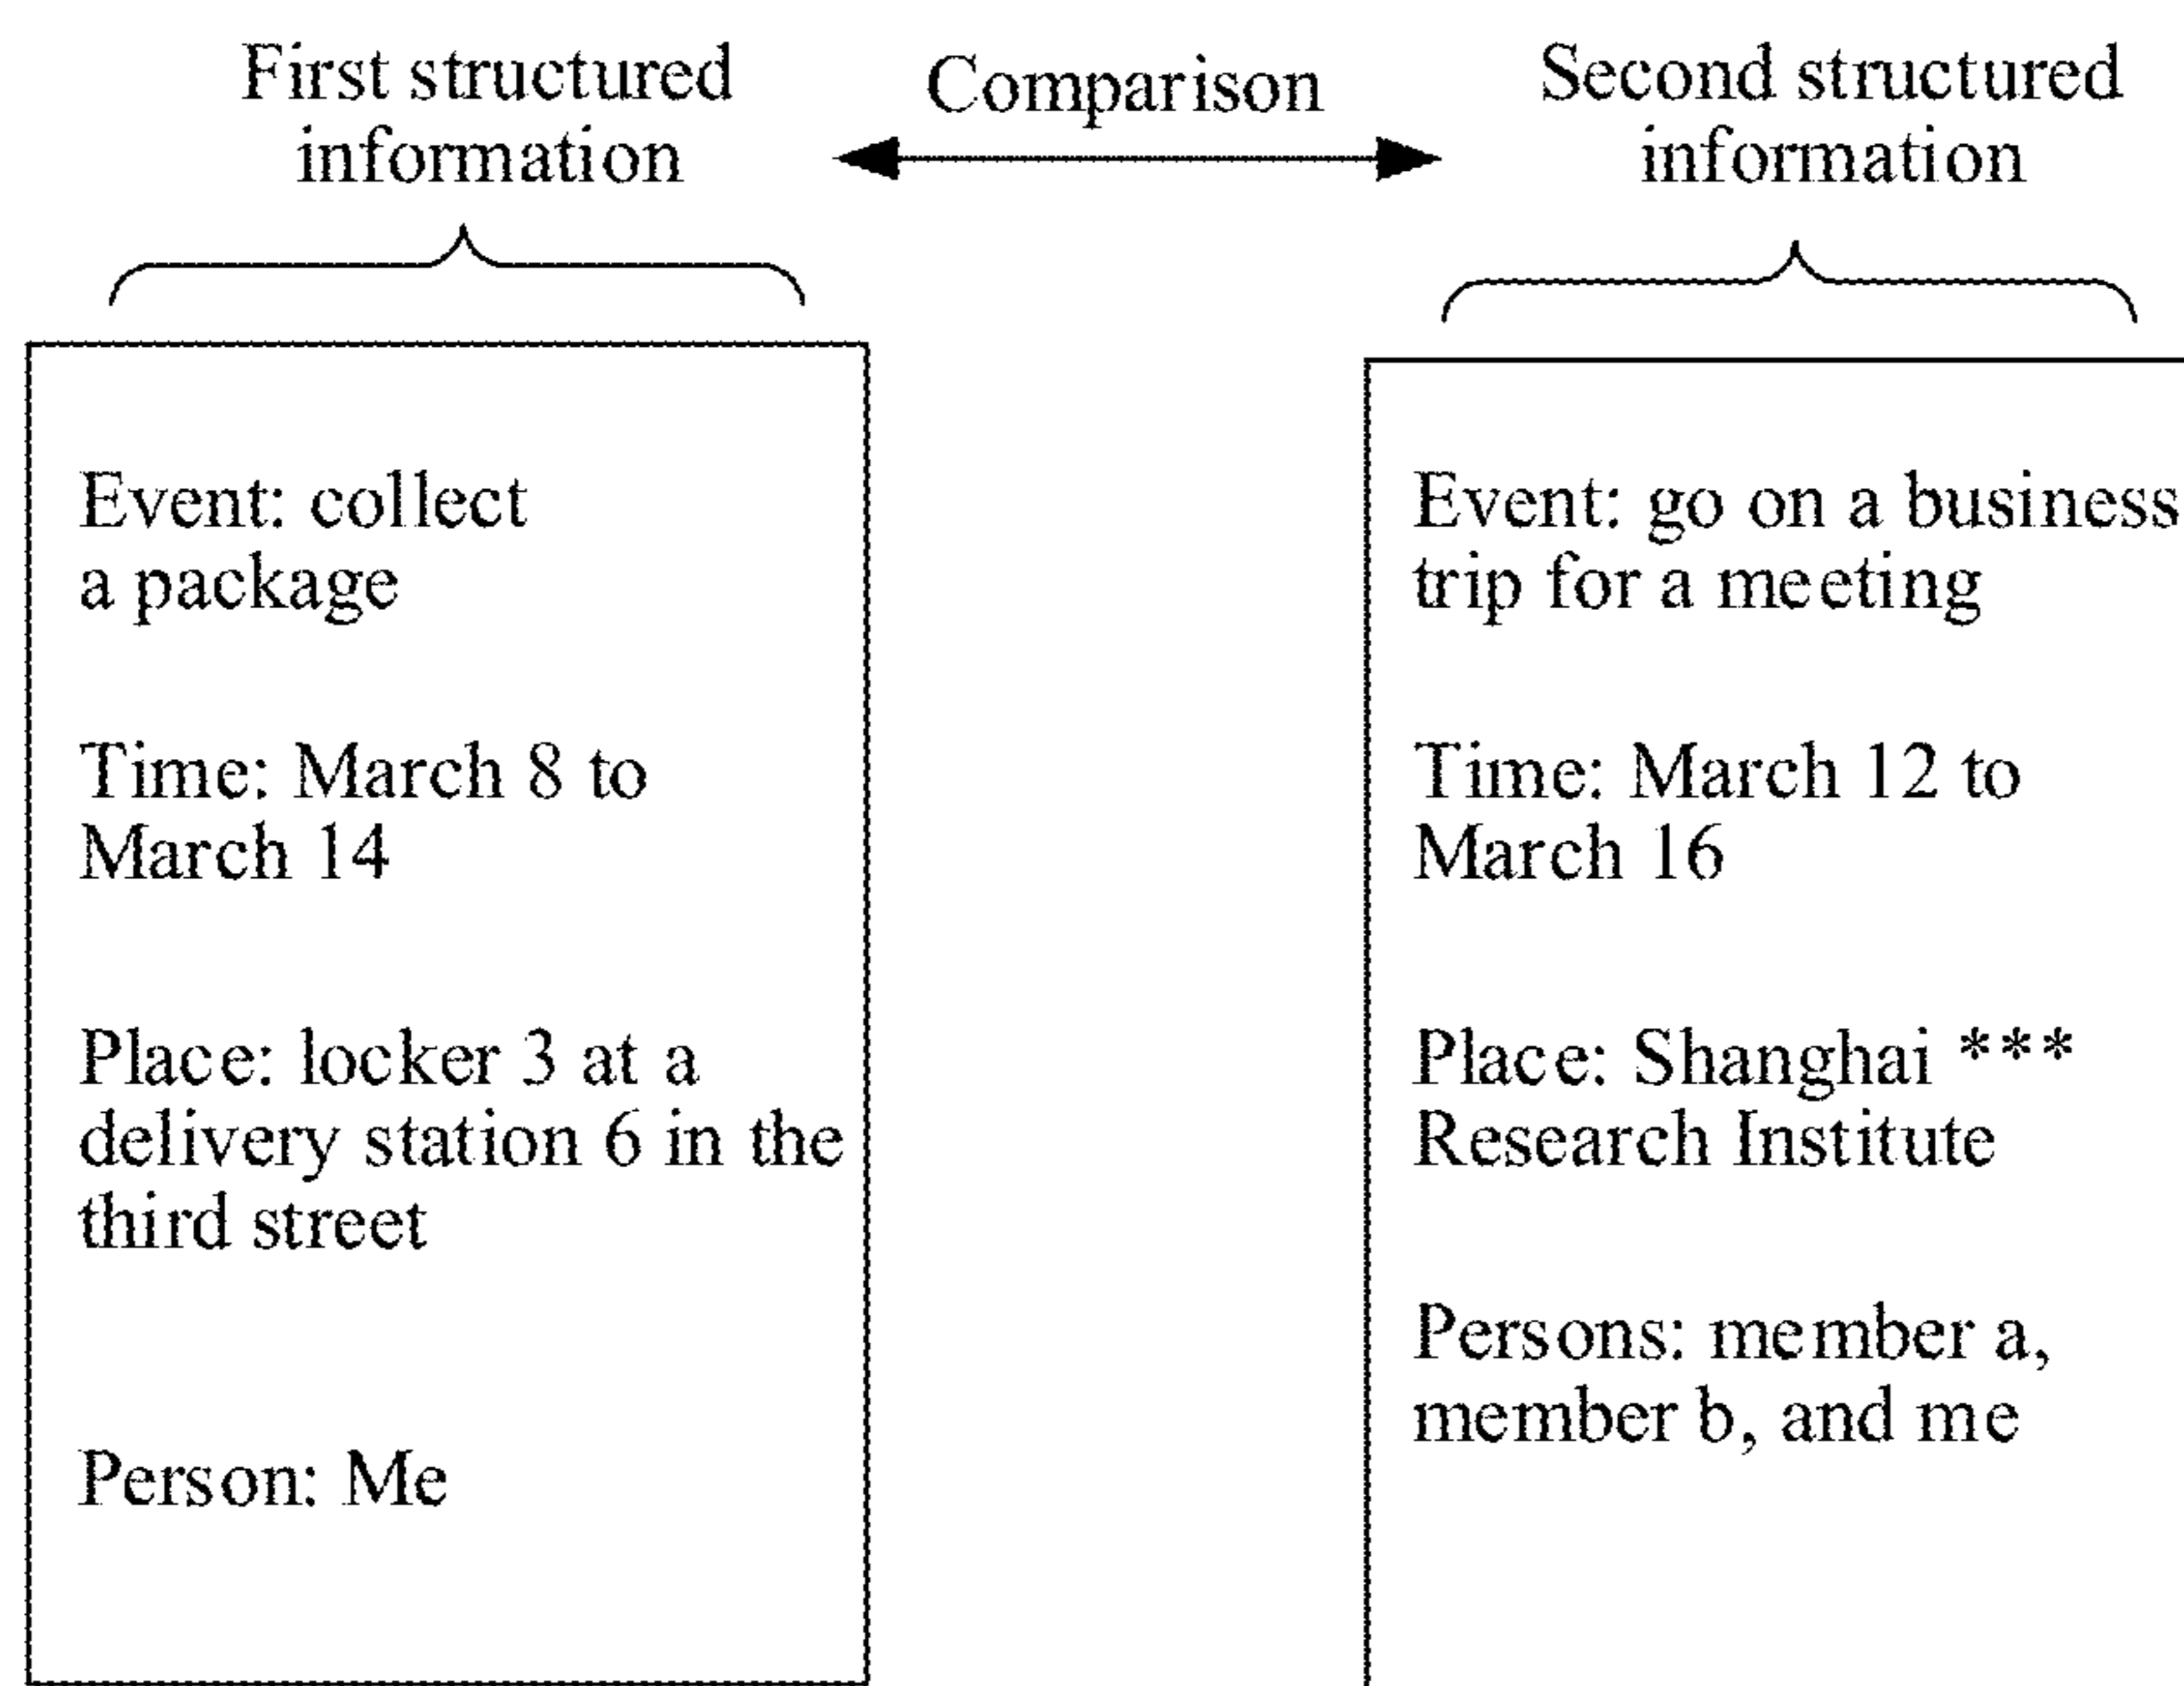 First structured
information
Comparison
Second structured
information
Event: collect
a package
Time: March 8 to
March 14
Place: locker 3 at a
delivery station 6 in the
third street
Person: Me
Event: go on a business
trip for a meeting
Time: March 12 to
March 16
Place: Shanghai ***
Research Institute
Persons: member a,
member b, and me